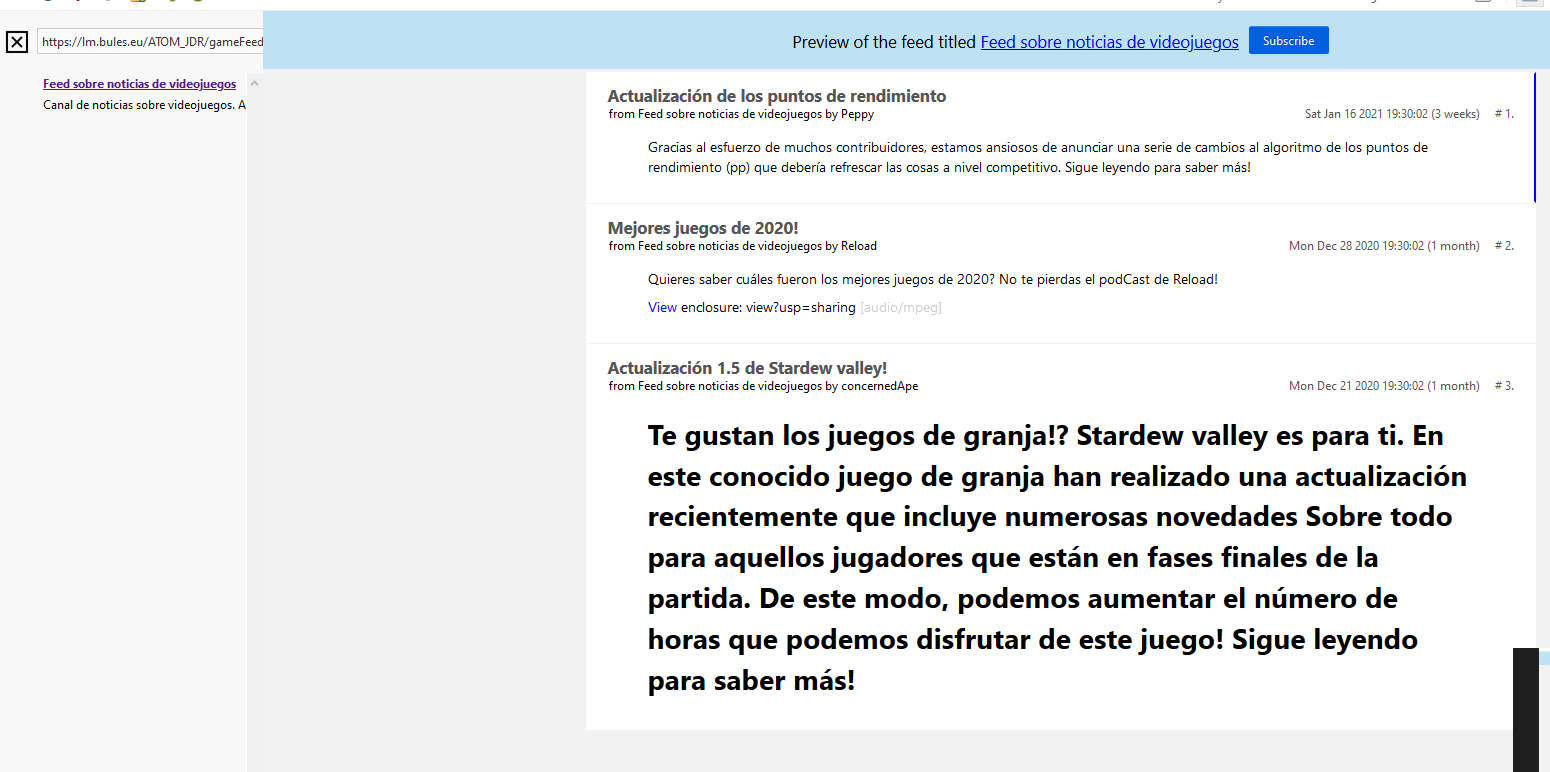 https://lm.bules.eu/ATOM_JDR/gameFeed
Preview of the feed titled Feed sobre noticias de videojuegos Subscribe
Feed sobre noticias de videojuegos
Canal de noticias sobre videojuegos. A
Actualización de los puntos de rendimiento
from Feed sobre noticias de videojuegos by Peppy Sat Jan 16 2021 19:30:02 (3 weeks) # 1.
Gracias al esfuerzo de muchos contribuidores, estamos ansiosos de anunciar una serie de cambios al algoritmo de los puntos de
rendimiento (pp) que debería refrescar las cosas a nivel competitivo. Sigue leyendo para saber más!
Mejores juegos de 2020!
from Feed sobre noticias de videojuegos by Reload Mon Dec 28 2020 19:30:02 (1 month) # 2.
Quieres saber cuáles fueron los mejores juegos de 2020? No te pierdas el podCast de Reload!
View enclosure: view?usp=sharing [audio/mpeg]
Actualización 1.5 de Stardew valley!
from Feed sobre noticias de videojuegos by concernedApe Mon Dec 21 2020 19:30:02 (1 month) # 3.
Te gustan los juegos de granja!? Stardew valley es para ti. En
este conocido juego de granja han realizado una actualización
recientemente que incluye numerosas novedades Sobre todo
para aquellos jugadores que están en fases finales de la
partida. De este modo, podemos aumentar el número de
horas que podemos disfrutar de este juego! Sigue leyendo
para saber más!